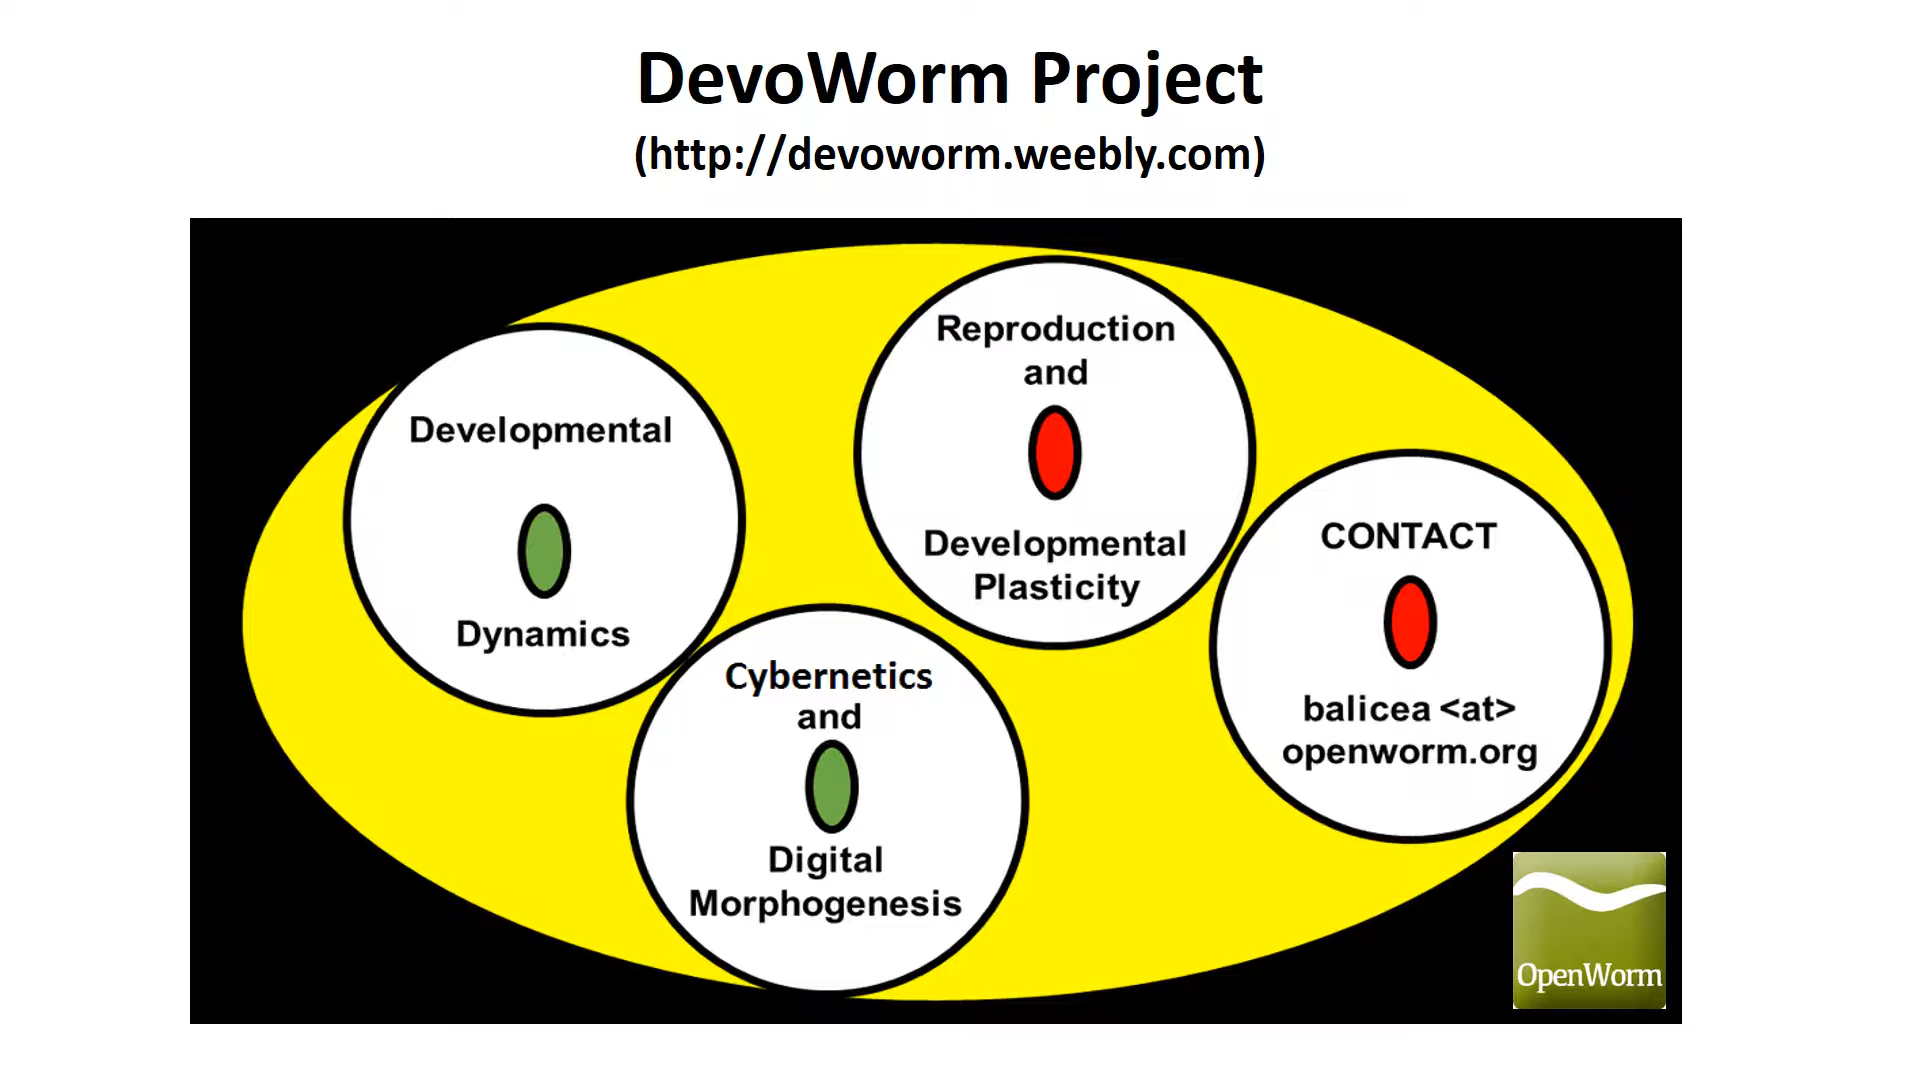 DevoWorm Project
(http://devoworm.weebly.com)
Developmental
Dynamics
Reproduction
and
Developmental
Plasticity
Cybernetics
and
Digital
Morphogenesis
CONTACT
balicea <at>
openworm.org
OpenWorm